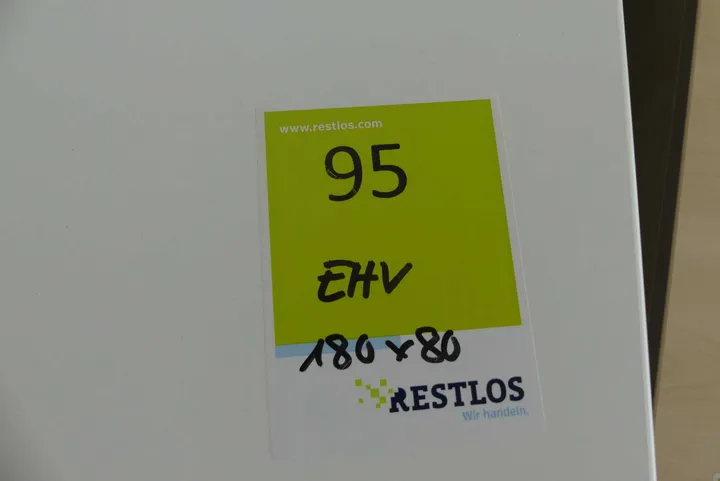 www.restlos.com
95
EHV
180x80
RESTLOS
Wir handeln.